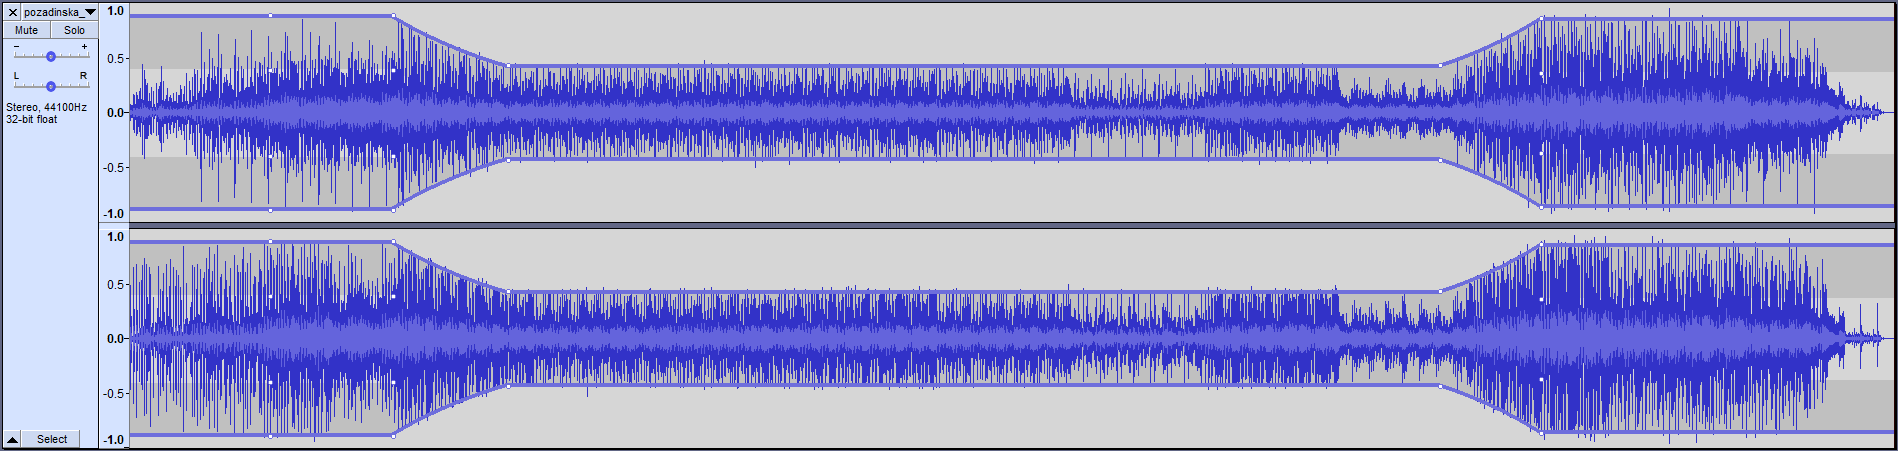 pozadinska_
Mute Solo
- +
L R
Stereo, 44100Hz
32-bit float
Select
1.0
0.5-
0.0-
-0.5-
-1.0
1.0
0.5-
0.0-
-0.5-
-1.0